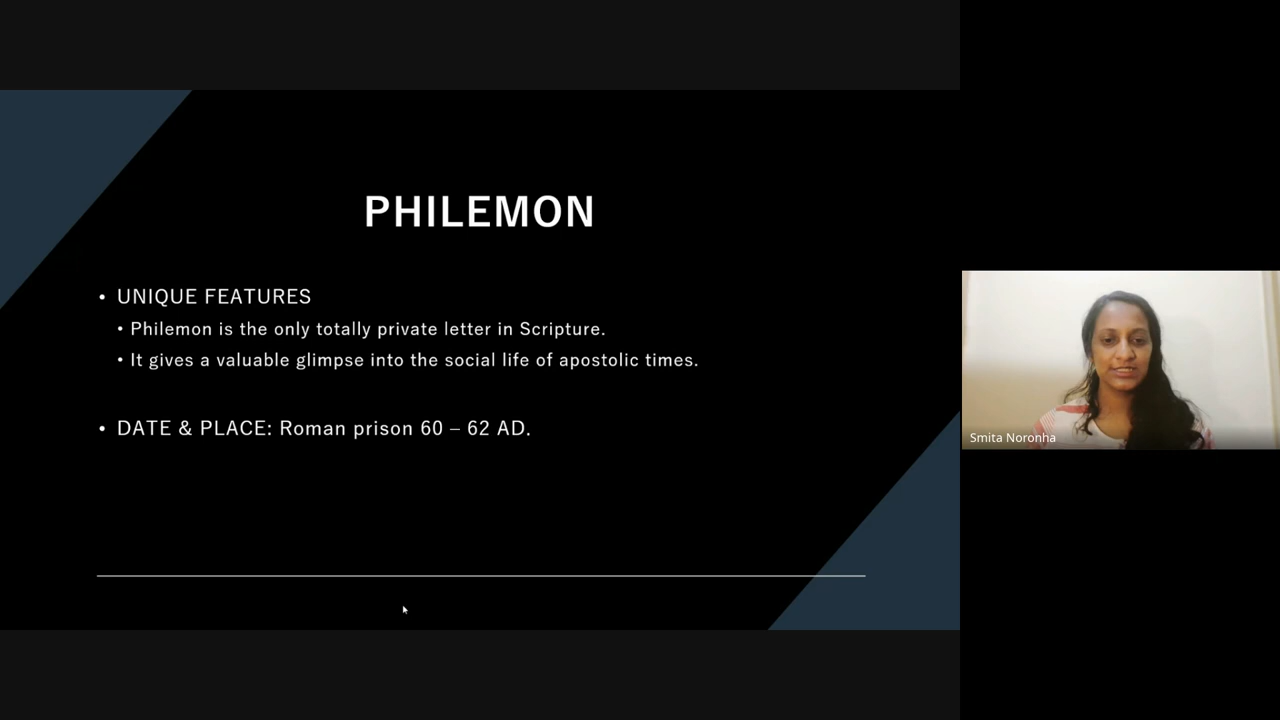 PHILEMON
• UNIQUE FEATURES
• Philemon is the only totally private letter in Scripture.
• It gives a valuable glimpse into the social life of apostolic times.
• DATE & PLACE: Roman prison 60 – 62 AD.
Smita Noronha